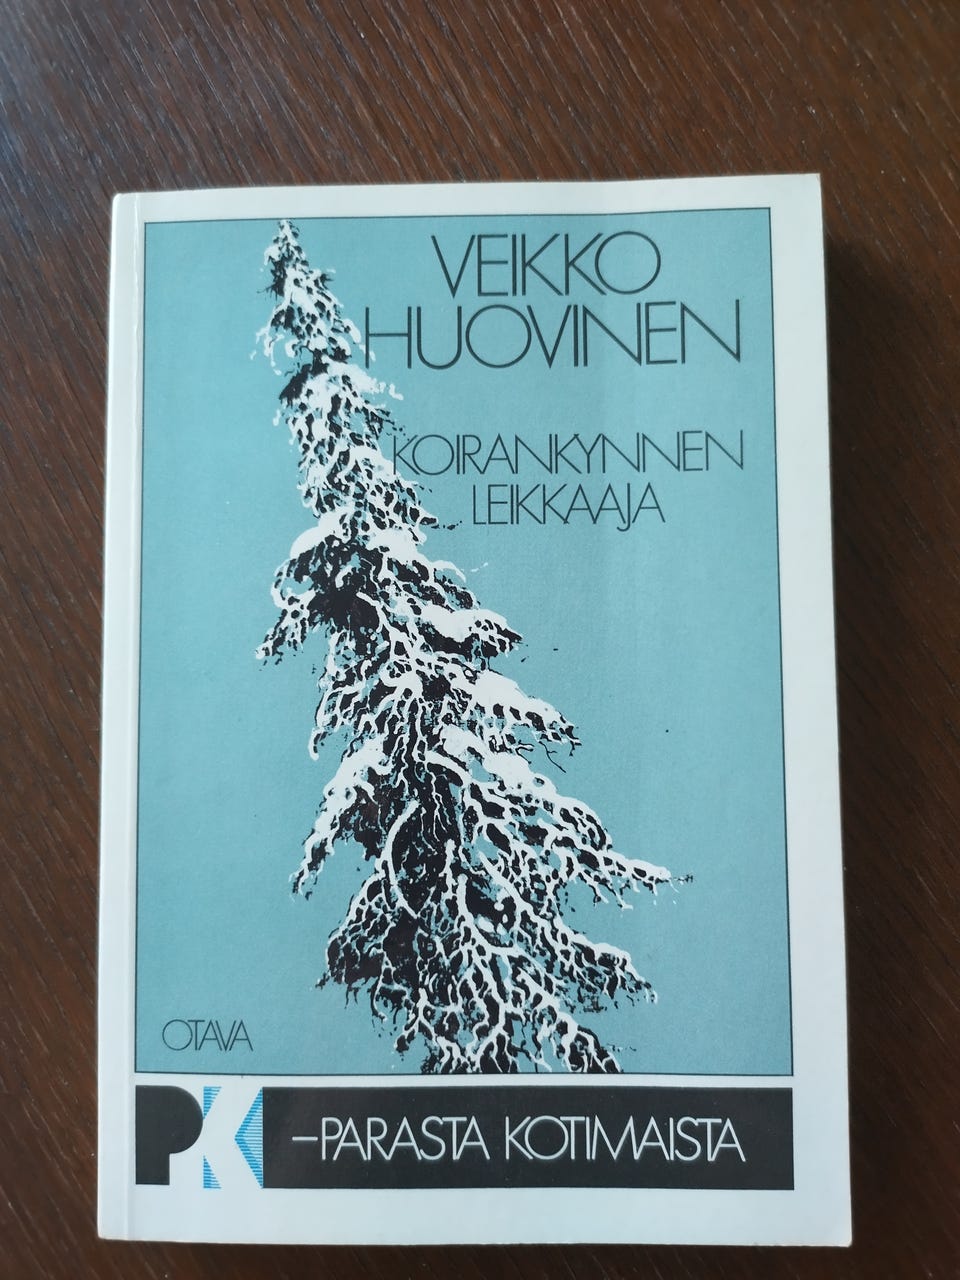 VEIKKO
HUOVINEN
KOIRANKYNNEN
LEIKKAAJA
OTAVA
PK
–PARASTA KOTIMAISTA